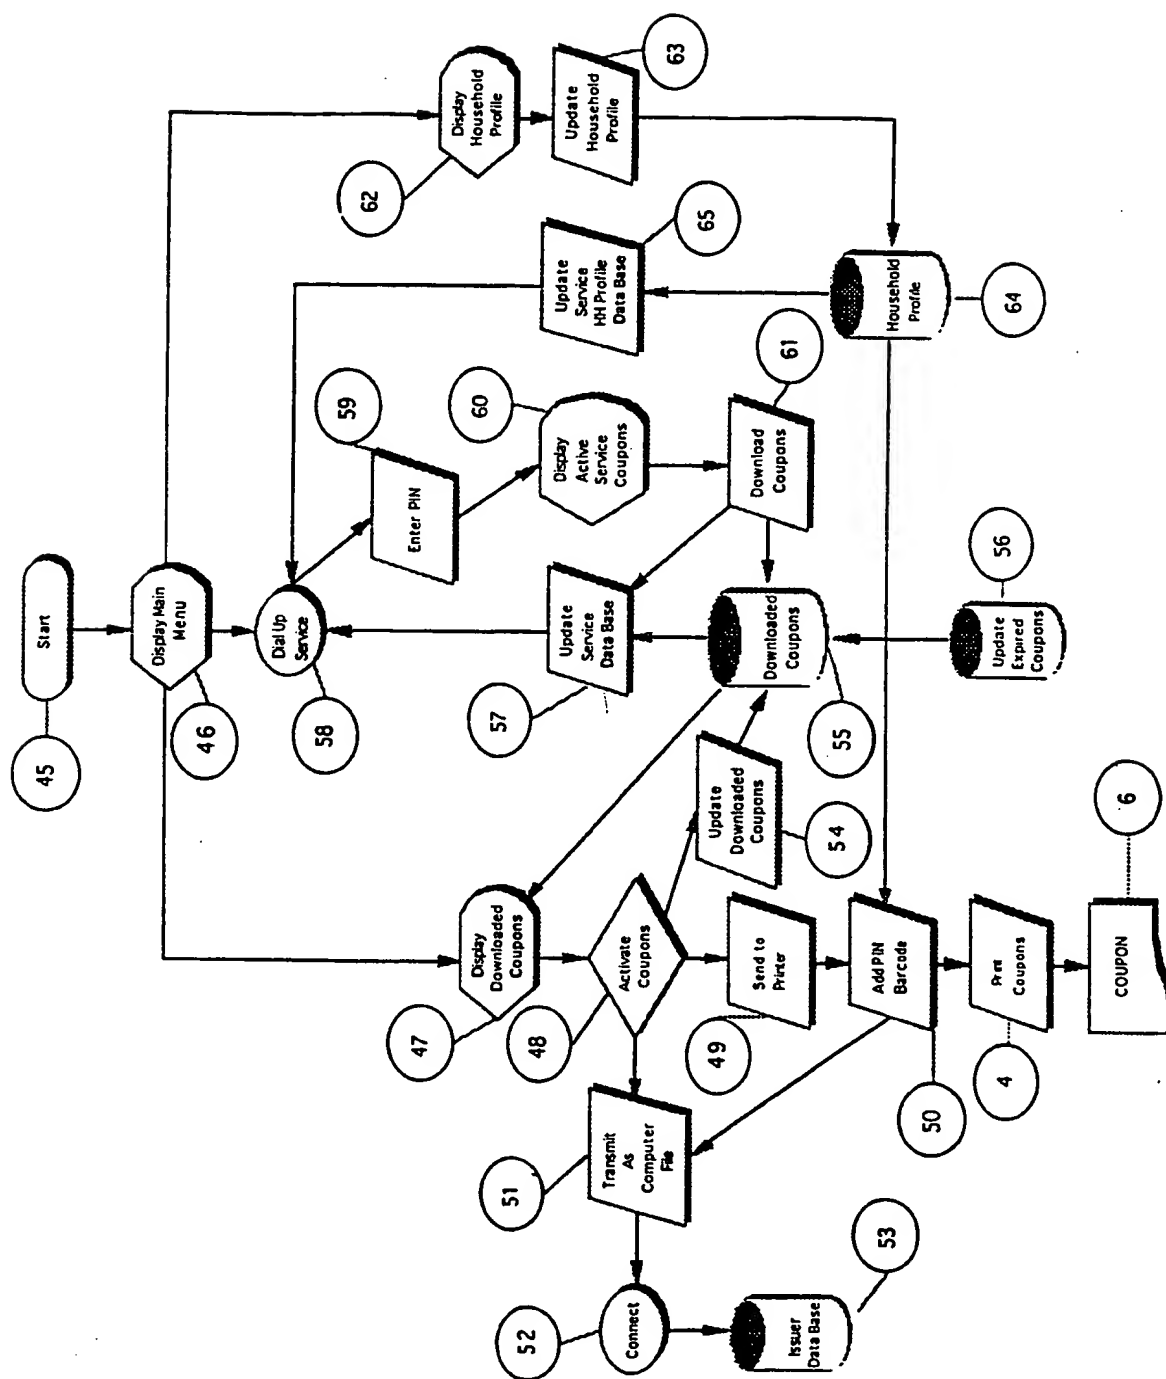 Start
45
Display Main
Menu
46
Dial Up
Service
58
Enter PIN
59
Display
Active
Service
Coupons
60
Download
Coupons
61
Display
Household
Profile
62
Update
Household
Profile
63
Household
Profile
64
Update
Service
HH Profile
Data Base
65
Update
Service
Data Base
57
Downloaded
Coupons
55
Update
Expired
Coupons
56
Display
Downloaded
Coupons
47
Activate
Coupons
48
Update
Downloaded
Coupons
54
Send to
Printer
49
Add PIN
Barcode
50
Print
Coupons
4
COUPON
6
Transmit
As
Computer
File
51
Connect
52
Issuer
Data Base
53